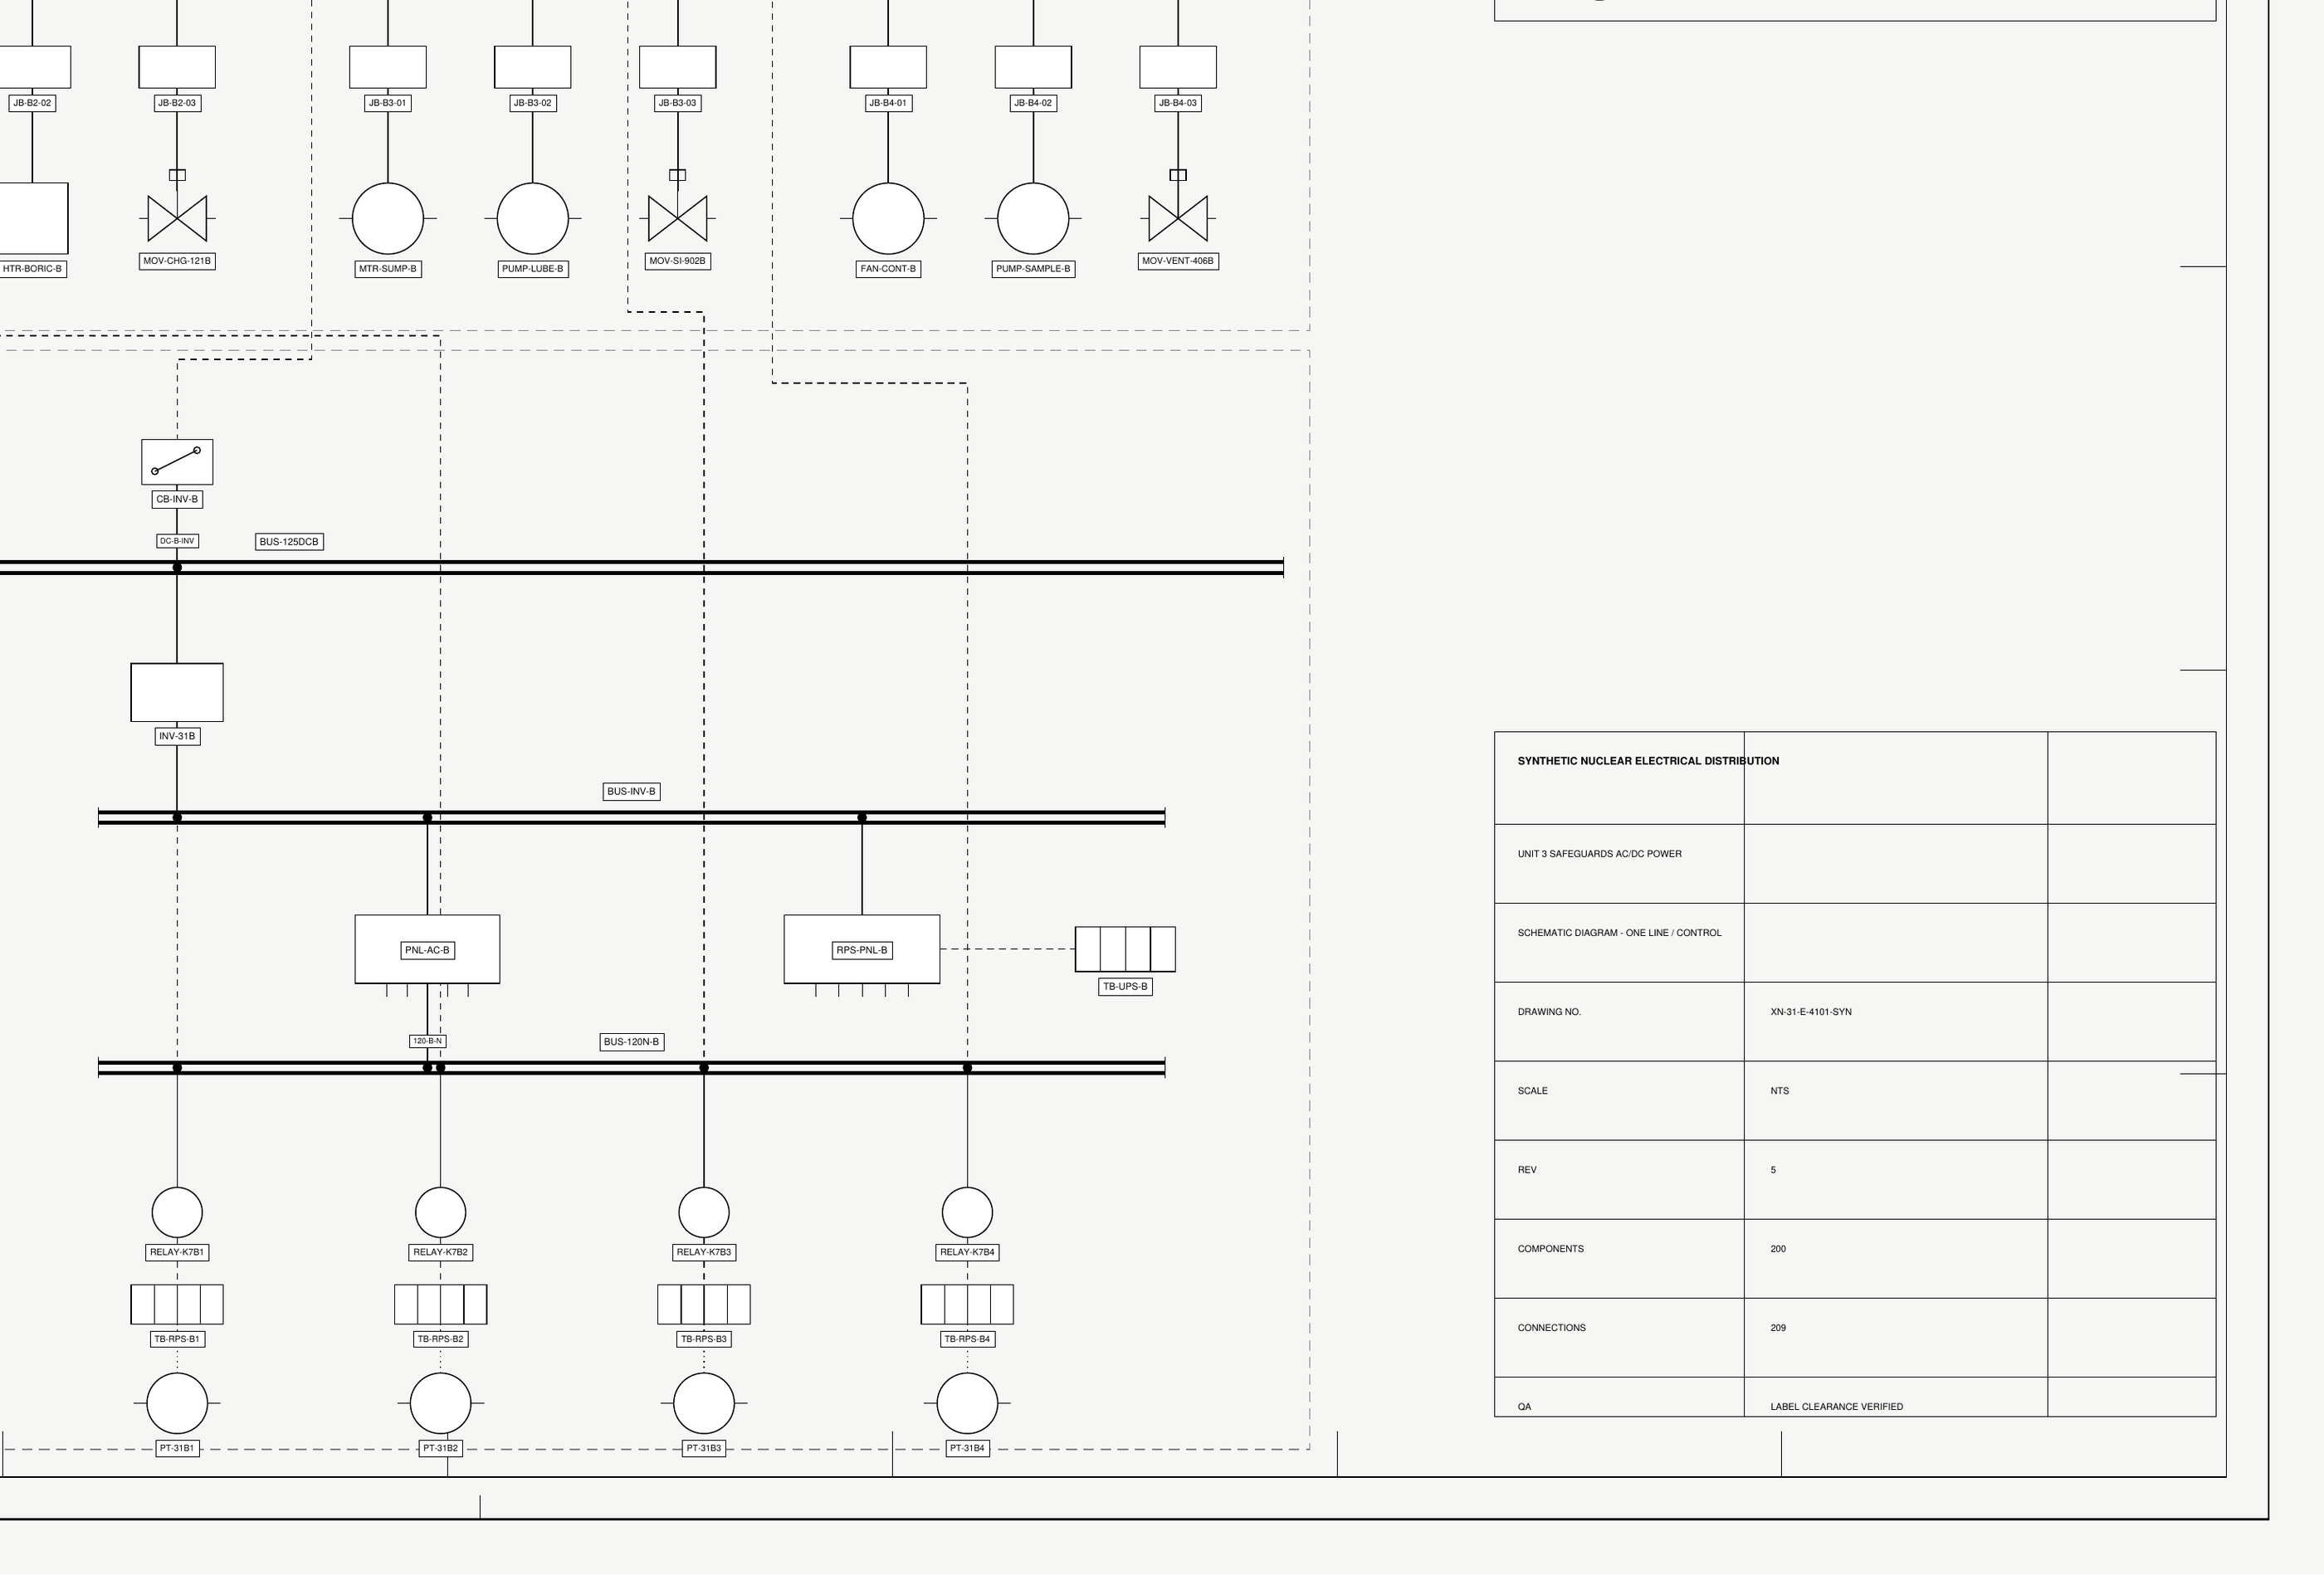 JB-B2-02
JB-B2-03
JB-B3-01
JB-B3-02
JB-B3-03
JB-B4-01
JB-B4-02
JB-B4-03
HTR-BORIC-B
MOV-CHG-121B
MTR-SUMP-B
PUMP-LUBE-B
MOV-SI-902B
FAN-CONT-B
PUMP-SAMPLE-B
MOV-VENT-406B
CB-INV-B
DC-B-INV
BUS-125DCB
INV-31B
BUS-INV-B
PNL-AC-B
RPS-PNL-B
TB-UPS-B
120-B-N
BUS-120N-B
RELAY-K7B1
RELAY-K7B2
RELAY-K7B3
RELAY-K7B4
TB-RPS-B1
TB-RPS-B2
TB-RPS-B3
TB-RPS-B4
PT-31B1
PT-31B2
PT-31B3
PT-31B4
SYNTHETIC NUCLEAR ELECTRICAL DISTRIBUTION
UNIT 3 SAFEGUARDS AC/DC POWER
SCHEMATIC DIAGRAM - ONE LINE / CONTROL
DRAWING NO. XN-31-E-4101-SYN
SCALE NTS
REV 5
COMPONENTS 200
CONNECTIONS 209
QA LABEL CLEARANCE VERIFIED